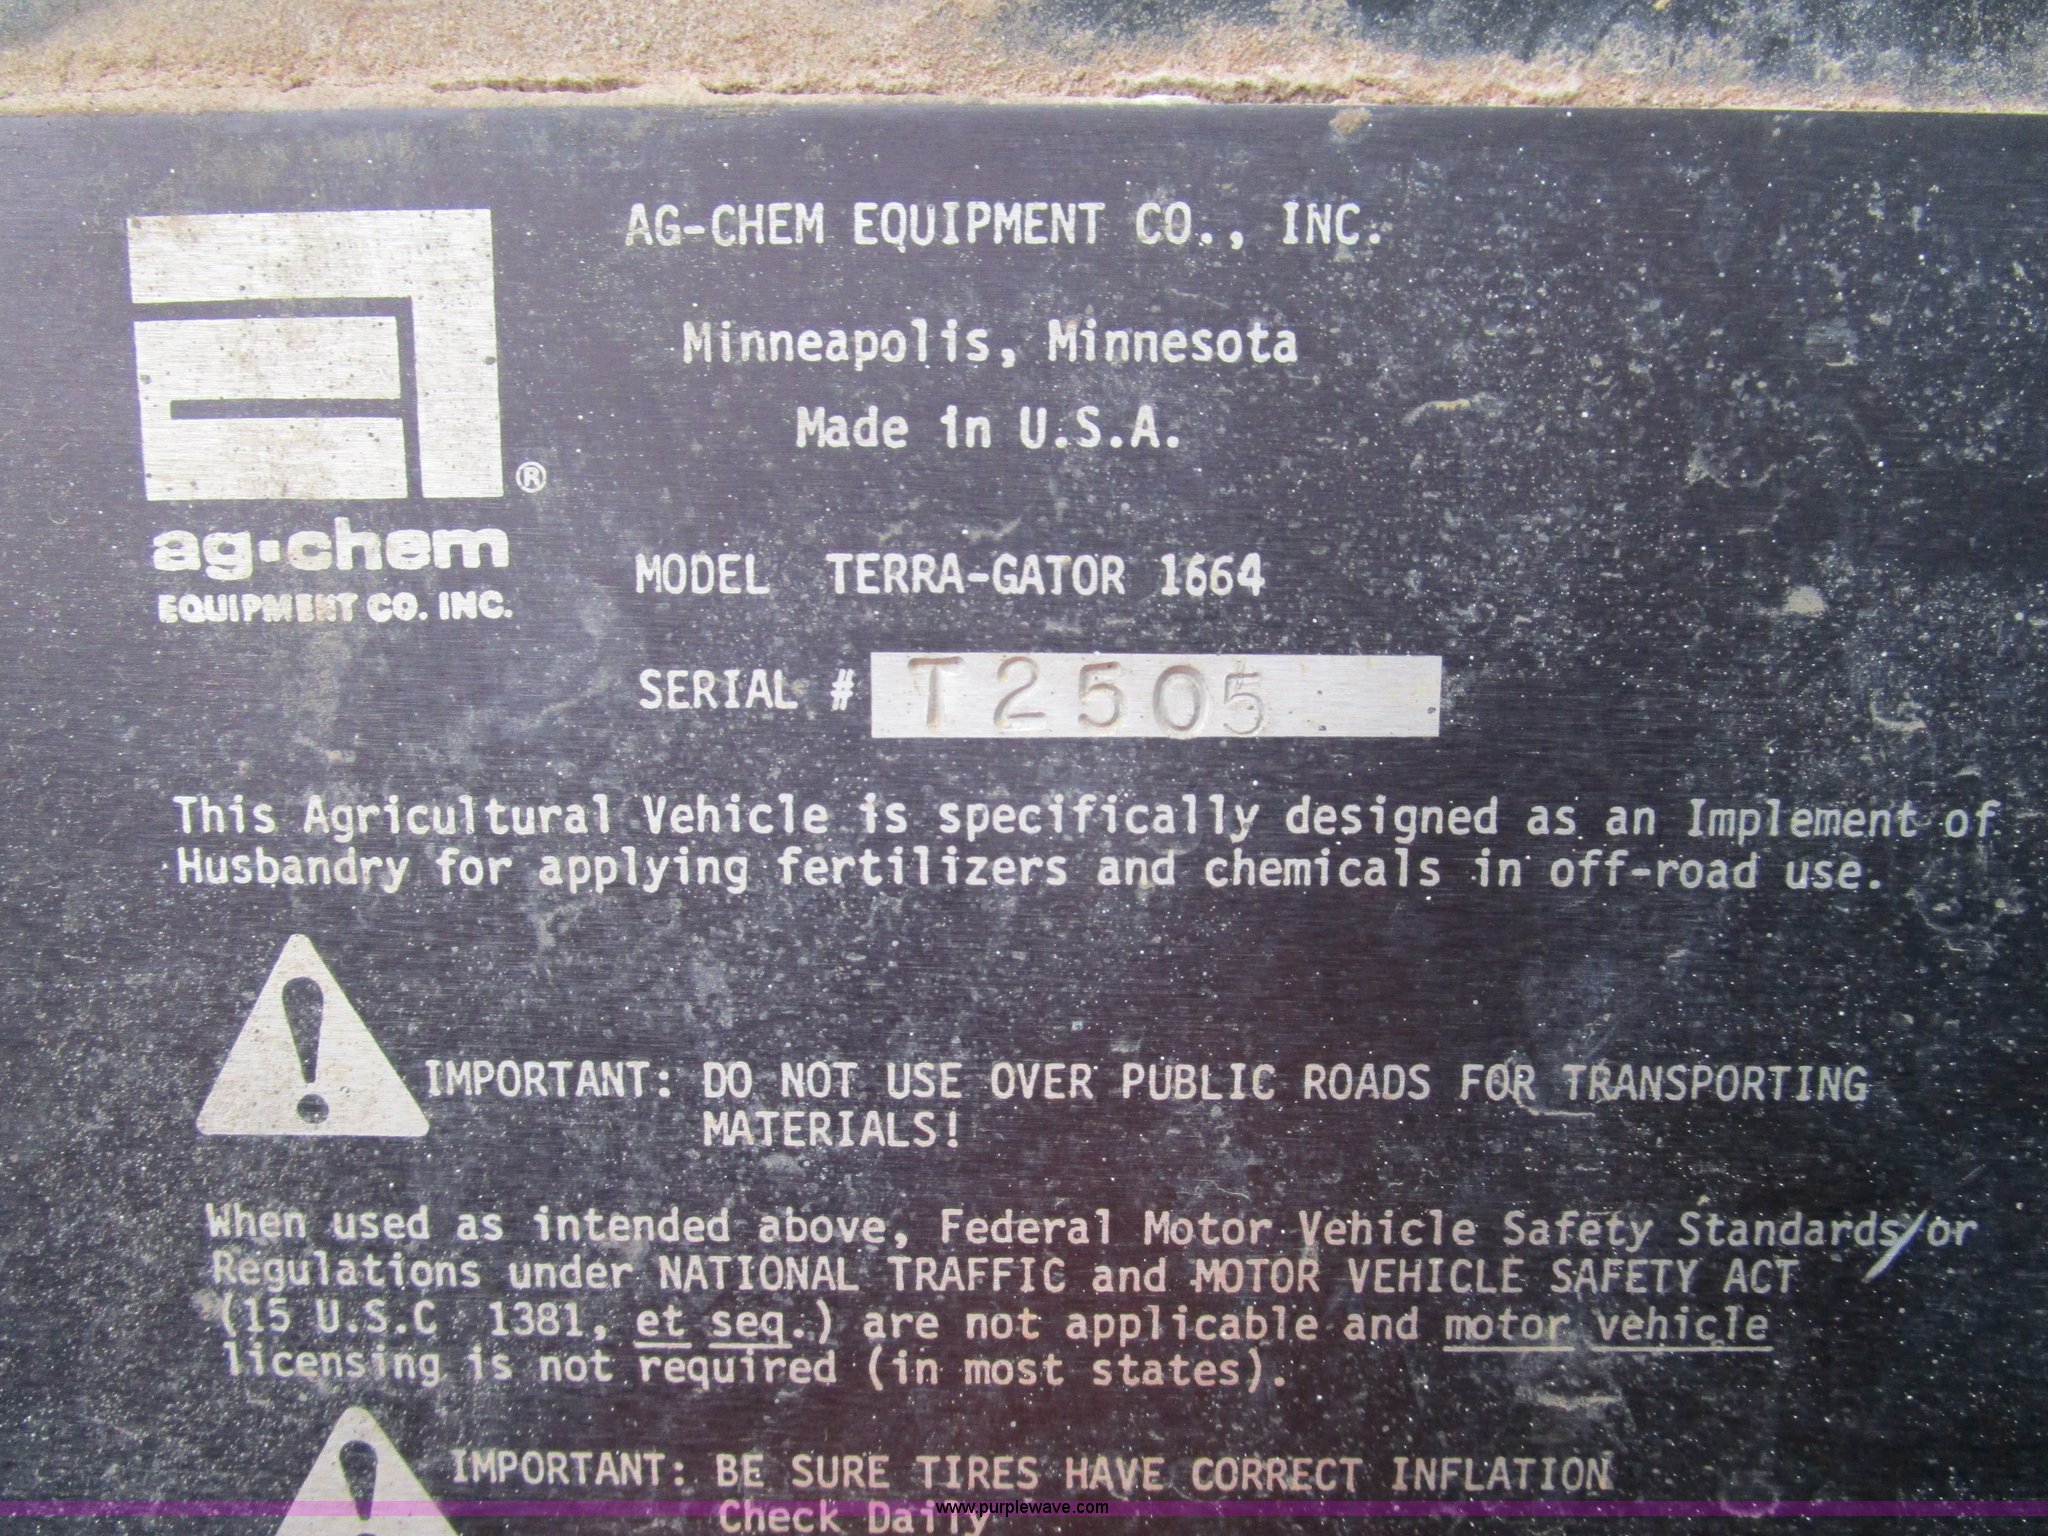 AG-CHEM EQUIPMENT CO., INC.
Minneapolis, Minnesota
Made in U.S.A.
®
ag·chem
EQUIPMENT CO. INC.
MODEL TERRA-GATOR 1664
SERIAL # T2505
This Agricultural Vehicle is specifically designed as an Implement of
Husbandry for applying fertilizers and chemicals in off-road use.
IMPORTANT: DO NOT USE OVER PUBLIC ROADS FOR TRANSPORTING
MATERIALS!
When used as intended above, Federal Motor Vehicle Safety Standards/or
Regulations under NATIONAL TRAFFIC and MOTOR VEHICLE SAFETY ACT
(15 U.S.C 1381, et seq.) are not applicable and motor vehicle
licensing is not required (in most states).
IMPORTANT: BE SURE TIRES HAVE CORRECT INFLATION
Check Daily
www.purplewave.com